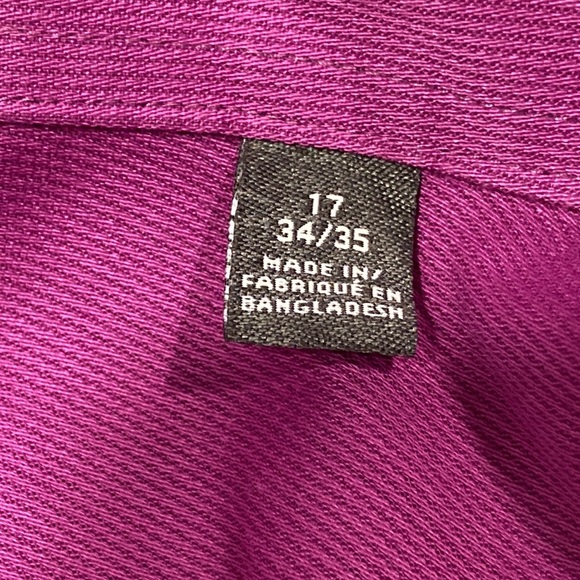 17
34/35
MADE IN/
FABRIQUÉ EN
BANGLADESH